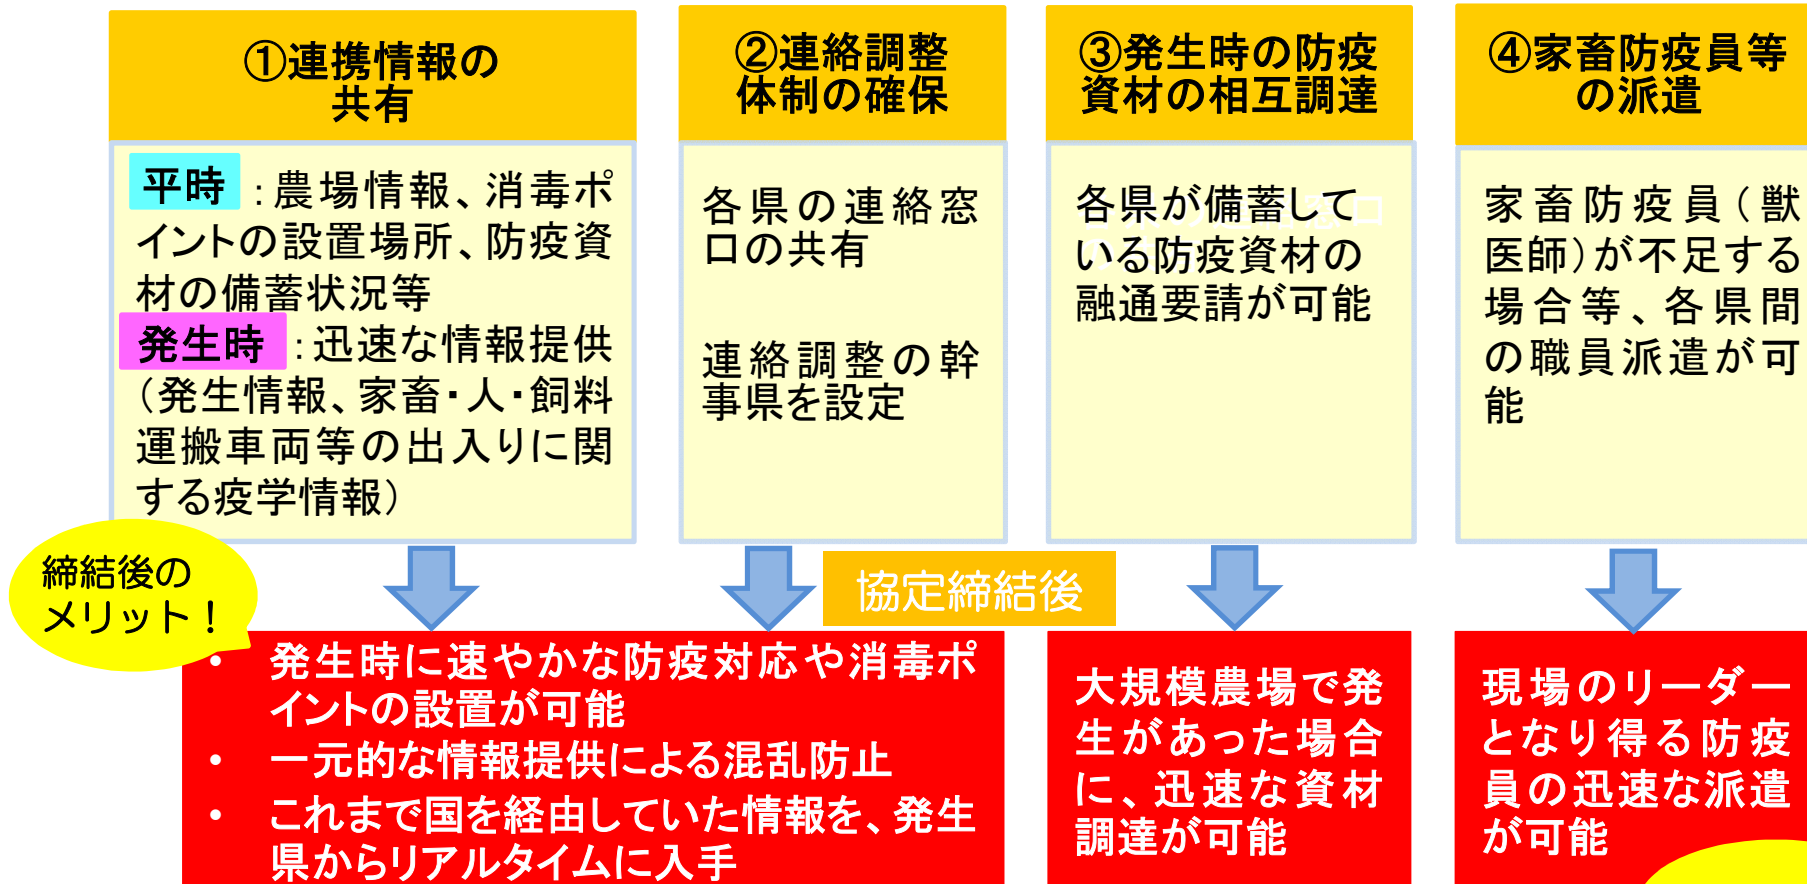 ①連携情報の
共有
平時：農場情報、消毒ポ
イントの設置場所、防疫資
材の備蓄状況等
発生時：迅速な情報提供
（発生情報、家畜・人・飼料
運搬車両等の出入りに関
する疫学情報）
②連絡調整
体制の確保
各県の連絡窓
口の共有
連絡調整の幹
事県を設定
③発生時の防疫
資材の相互調達
各県が備蓄して
いる防疫資材の
融通要請が可能
④家畜防疫員等
の派遣
家畜防疫員（獣
医師）が不足する
場合等、各県間
の職員派遣が可
能
締結後の
メリット！
協定締結後
• 発生時に速やかな防疫対応や消毒ポ
イントの設置が可能
• 一元的な情報提供による混乱防止
• これまで国を経由していた情報を、発生
県からリアルタイムに入手
大規模農場で発
生があった場合
に、迅速な資材
調達が可能
現場のリーダー
となり得る防疫
員の迅速な派遣
が可能